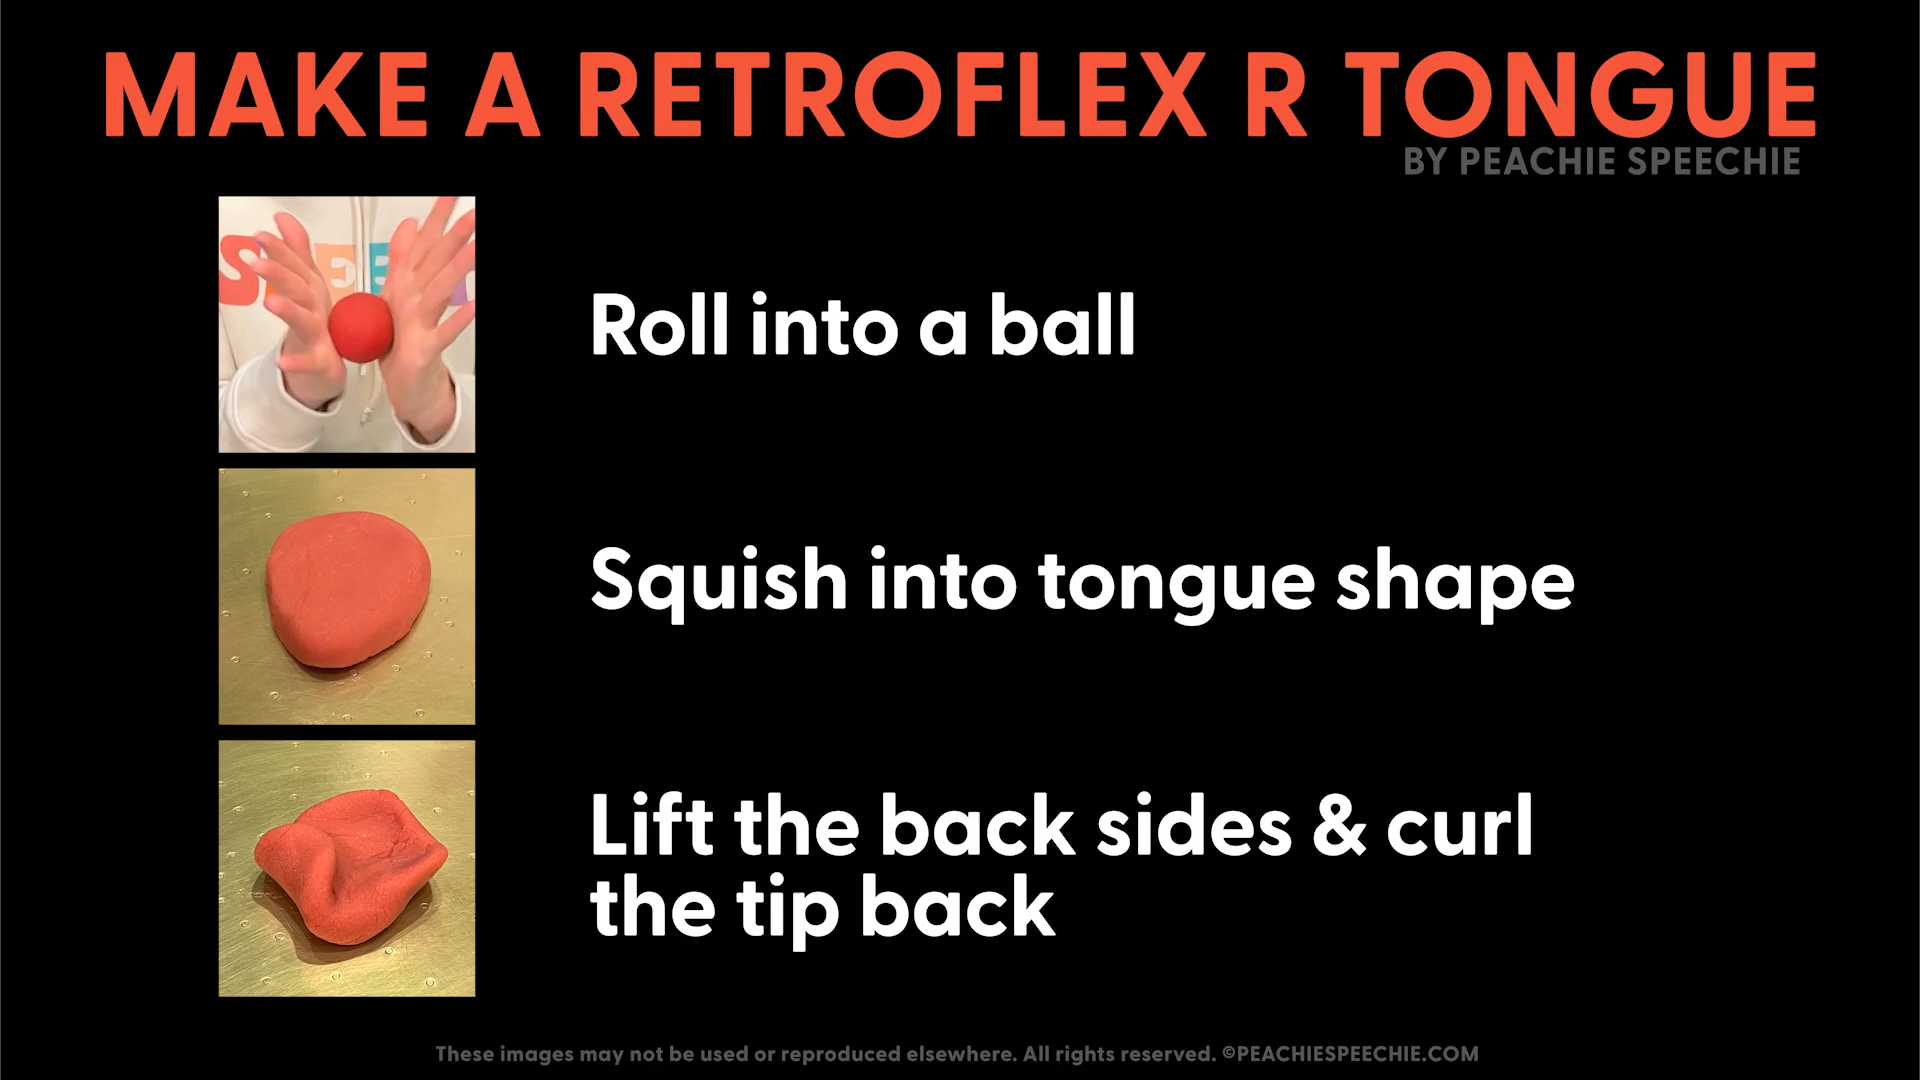 MAKE A RETROFLEX R TONGUE
BY PEACHIE SPEECHIE
Roll into a ball
Squish into tongue shape
Lift the back sides & curl
the tip back
These images may not be used or reproduced elsewhere. All rights reserved. ©PEACHIESPEECHIE.COM